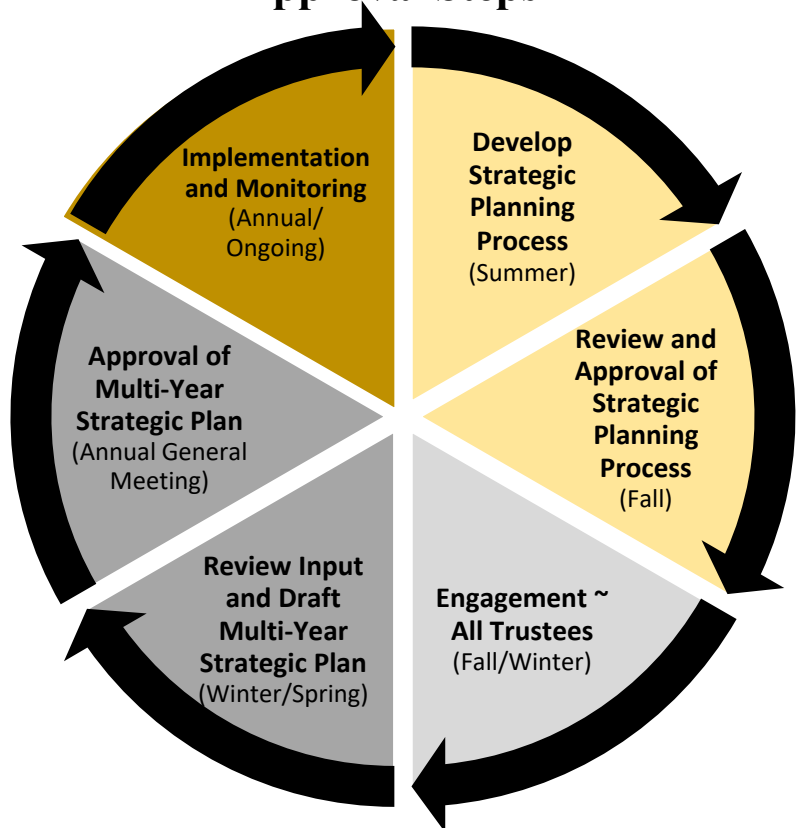 Develop
Strategic
Planning
Process
(Summer)
Review and
Approval of
Strategic
Planning
Process
(Fall)
Engagement ~
All Trustees
(Fall/Winter)
Review Input
and Draft
Multi-Year
Strategic Plan
(Winter/Spring)
Approval of
Multi-Year
Strategic Plan
(Annual General
Meeting)
Implementation
and Monitoring
(Annual/
Ongoing)